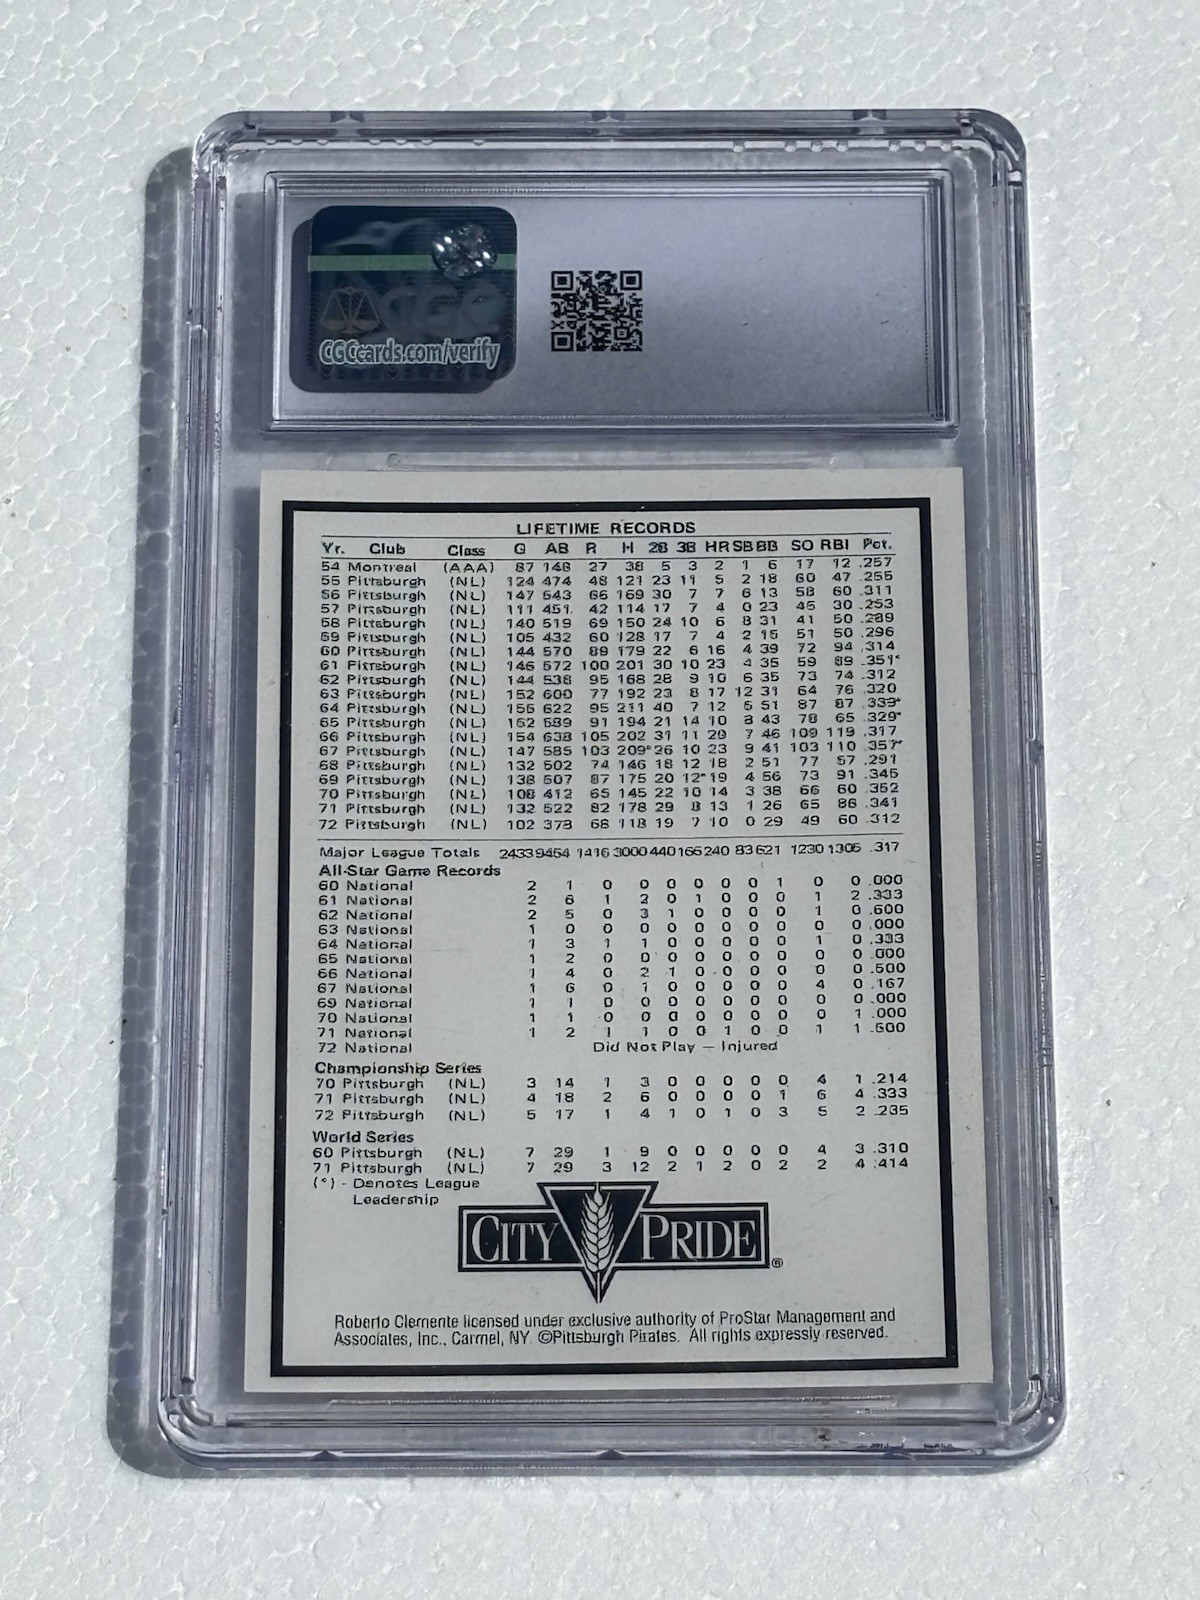 CGC
CGCcards.com/verify
LIFETIME RECORDS
Yr. Club Class G AB R H 2B 3B HR SB BB SO RBI Pct.
54 Montreal (AAA) 87 148 27 38 5 3 2 1 6 17 12 .257
55 Pittsburgh (NL) 124 474 48 121 23 11 5 2 18 60 47 .255
56 Pittsburgh (NL) 147 543 66 169 30 7 7 6 13 58 60 .311
57 Pittsburgh (NL) 111 451 42 114 17 7 4 0 23 45 30 .253
58 Pittsburgh (NL) 140 519 69 150 24 10 6 8 31 41 50 .289
59 Pittsburgh (NL) 105 432 60 128 17 7 4 2 15 51 50 .296
60 Pittsburgh (NL) 144 570 89 179 22 6 16 4 39 72 94 .314
61 Pittsburgh (NL) 146 572 100 201 30 10 23 4 35 59 89 .351*
62 Pittsburgh (NL) 144 538 95 168 28 9 10 6 35 73 74 .312
63 Pittsburgh (NL) 152 600 77 192 23 8 17 12 31 64 76 .320
64 Pittsburgh (NL) 155 622 95 211 40 7 12 5 51 87 87 .339*
65 Pittsburgh (NL) 152 589 91 194 21 14 10 8 43 78 65 .329*
66 Pittsburgh (NL) 154 638 105 202 31 11 29 7 46 109 119 .317
67 Pittsburgh (NL) 147 585 103 209* 26 10 23 9 41 103 110 .357*
68 Pittsburgh (NL) 132 502 74 146 18 12 18 2 51 77 57 .291
69 Pittsburgh (NL) 138 507 87 175 20 12* 19 4 56 73 91 .345
70 Pittsburgh (NL) 108 412 65 145 22 10 14 3 38 66 60 .352
71 Pittsburgh (NL) 132 522 82 178 29 8 13 1 26 65 86 .341
72 Pittsburgh (NL) 102 378 68 118 19 7 10 0 29 49 60 .312
Major League Totals 2433 9454 1416 3000 440 166 240 83 621 1230 1305 .317
All-Star Game Records
60 National 2 1 0 0 0 0 0 0 1 0 0 .000
61 National 2 6 1 2 0 1 0 0 0 1 2 .333
62 National 2 5 0 3 1 0 0 0 0 1 0 .600
63 National 1 0 0 0 0 0 0 0 0 0 0 .000
64 National 1 3 1 1 0 0 0 0 0 1 0 .333
65 National 1 2 0 0 0 0 0 0 0 0 0 .000
66 National 1 4 0 2 1 0 0 0 0 0 0 .500
67 National 1 6 0 1 0 0 0 0 0 4 0 .167
69 National 1 1 0 0 0 0 0 0 0 0 0 .000
70 National 1 1 0 0 0 0 0 0 0 0 1 .000
71 National 1 2 1 1 0 0 1 0 0 1 1 .500
72 National Did Not Play — Injured
Championship Series
70 Pittsburgh (NL) 3 14 1 3 0 0 0 0 0 4 1 .214
71 Pittsburgh (NL) 4 18 2 6 0 0 0 0 1 6 4 .333
72 Pittsburgh (NL) 5 17 1 4 1 0 1 0 3 5 2 .235
World Series
60 Pittsburgh (NL) 7 29 1 9 0 0 0 0 0 4 3 .310
71 Pittsburgh (NL) 7 29 3 12 2 1 2 0 2 2 4 .414
(*) - Denotes League
Leadership
CITY PRIDE ®
Roberto Clemente licensed under exclusive authority of ProStar Management and
Associates, Inc., Carmel, NY. ©Pittsburgh Pirates. All rights expressly reserved.